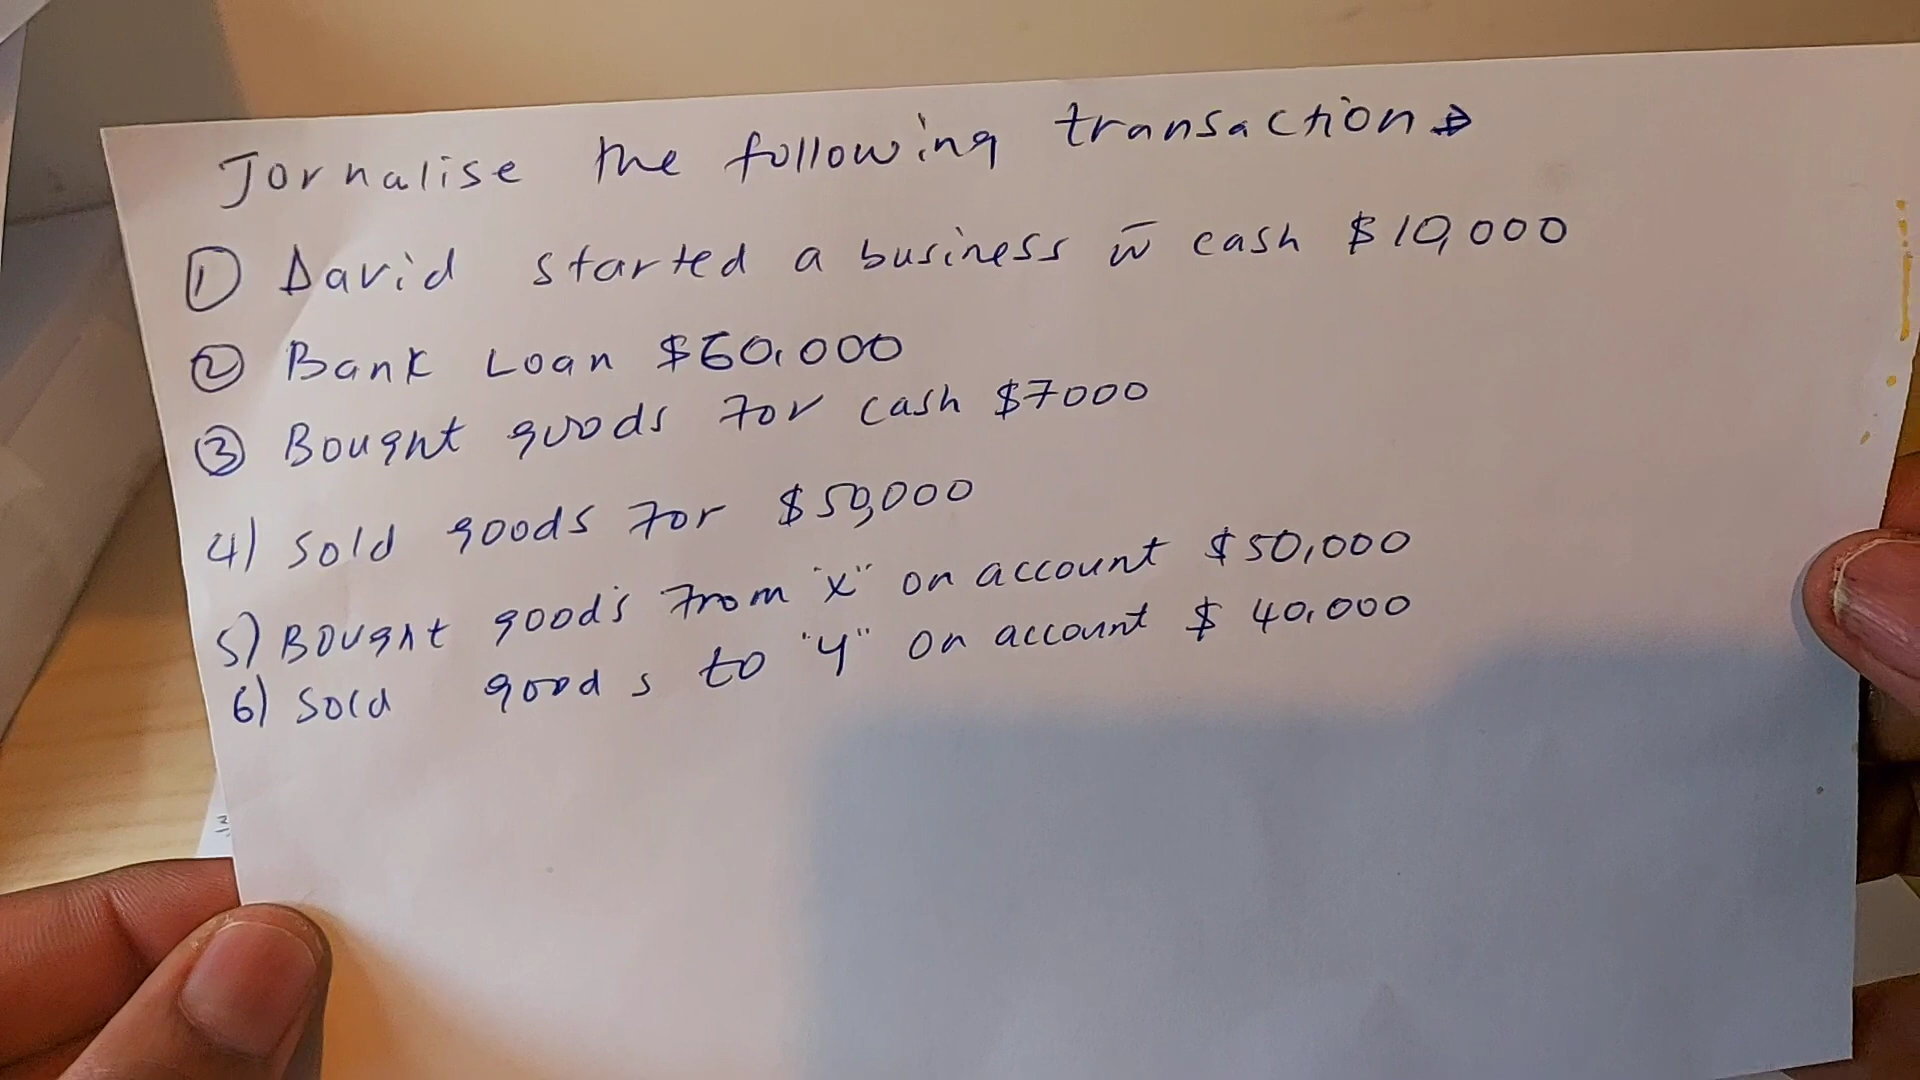 Jornalise the following transaction
① David started a business w̄ cash $10,000
② Bank Loan $60,000
③ Bought goods for cash $7000
4) Sold goods for $50,000
5) Bought goods from "X" on account $50,000
6) Sold goods to "Y" on account $ 40,000